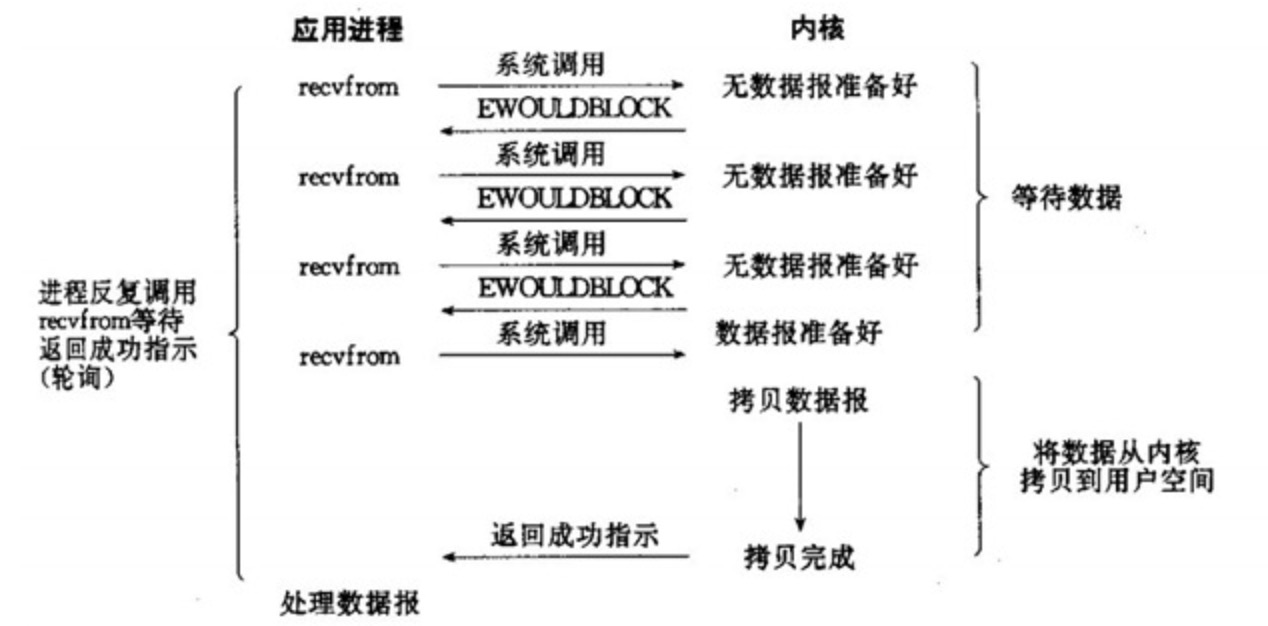 应用进程
内核
recvfrom
系统调用
无数据报准备好
EWOULDBLOCK
recvfrom
系统调用
无数据报准备好
EWOULDBLOCK
recvfrom
系统调用
无数据报准备好
EWOULDBLOCK
recvfrom
系统调用
数据报准备好
等待数据
进程反复调用
recvfrom等待
返回成功指示
(轮询)
拷贝数据报
将数据从内核
拷贝到用户空间
返回成功指示
拷贝完成
处理数据报